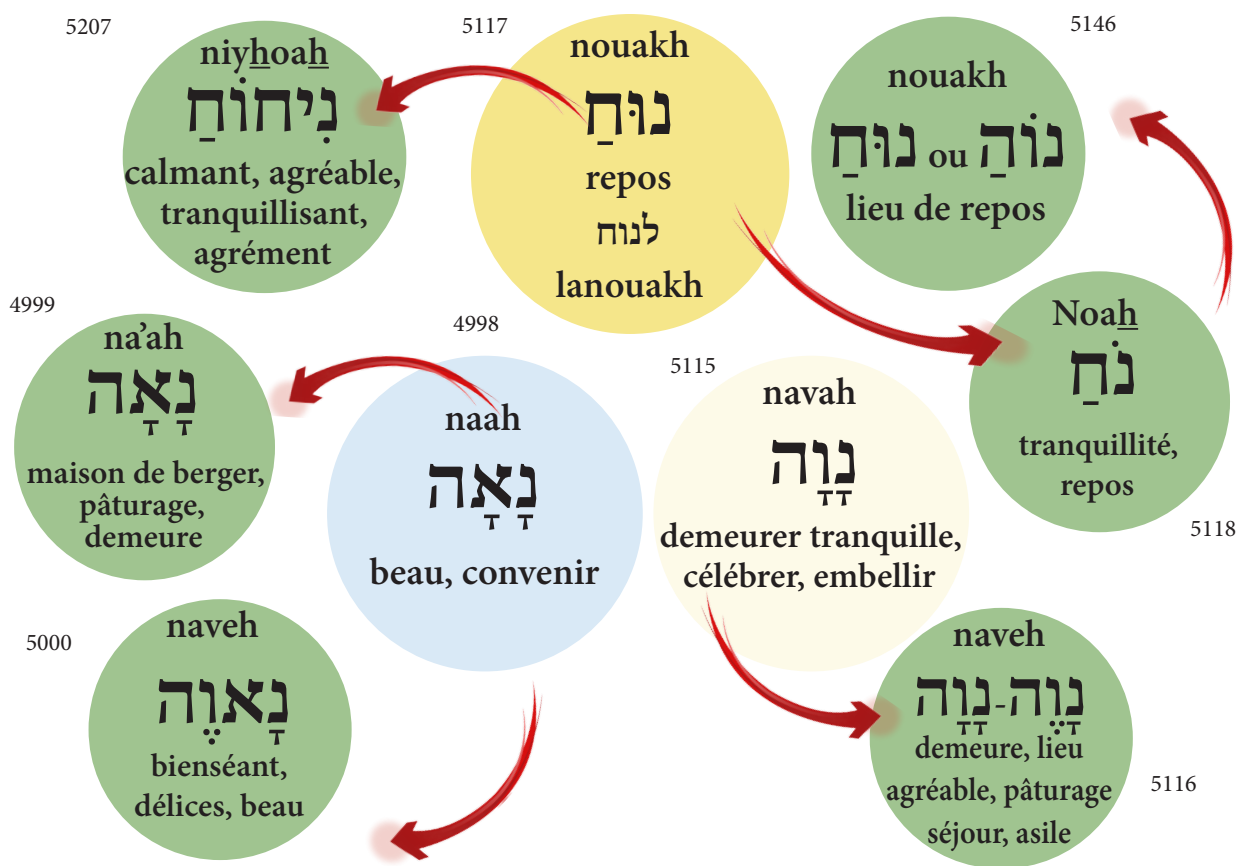 5207
niyhoah
נִיחוֹחַ
calmant, agréable,
tranquillisant,
agrément
5117
nouakh
נוּחַ
repos
לנוח
lanouakh
5146
nouakh
נוֹהַ ou נוּחַ
lieu de repos
4999
na’ah
נָאָה
maison de berger,
pâturage,
demeure
4998
naah
נָאָה
beau, convenir
5115
navah
נָוָה
demeurer tranquille,
célébrer, embellir
Noah
נֹחַ
tranquillité,
repos
5118
5000
naveh
נָאוֶה
bienséant,
délices, beau
naveh
נָוֶה-נָוָה
demeure, lieu
agréable, pâturage
séjour, asile
5116